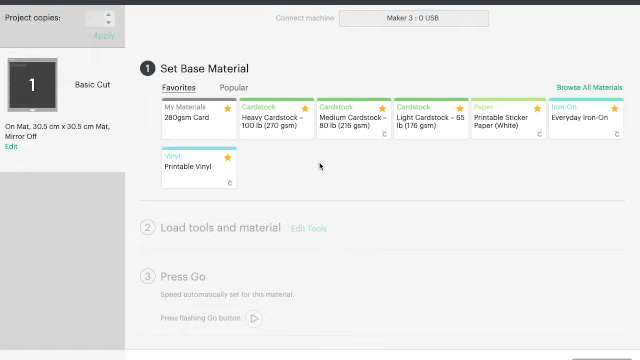 Project copies: 1
Apply
Connect machine
Maker 3 : 0 USB
1
Basic Cut
On Mat, 30.5 cm x 30.5 cm Mat,
Mirror Off
Edit
1 Set Base Material
Favorites Popular Browse All Materials
My Materials
280gsm Card
Cardstock
Heavy Cardstock –
100 lb (270 gsm)
Cardstock
Medium Cardstock –
80 lb (216 gsm)
Cardstock
Light Cardstock – 65
lb (176 gsm)
Paper
Printable Sticker
Paper (White)
Iron-On
Everyday Iron-On
Vinyl
Printable Vinyl
2 Load tools and material Edit Tools
3 Press Go
Speed automatically set for this material.
Press flashing Go button.